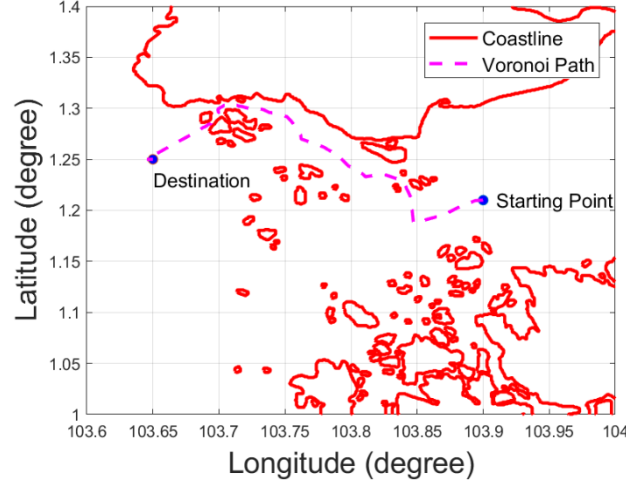 1.4
1.35
1.3
1.25
1.2
1.15
1.1
1.05
1
Latitude (degree)
Coastline
Voronoi Path
Destination
Starting Point
103.6 103.65 103.7 103.75 103.8 103.85 103.9 103.95 104
Longitude (degree)